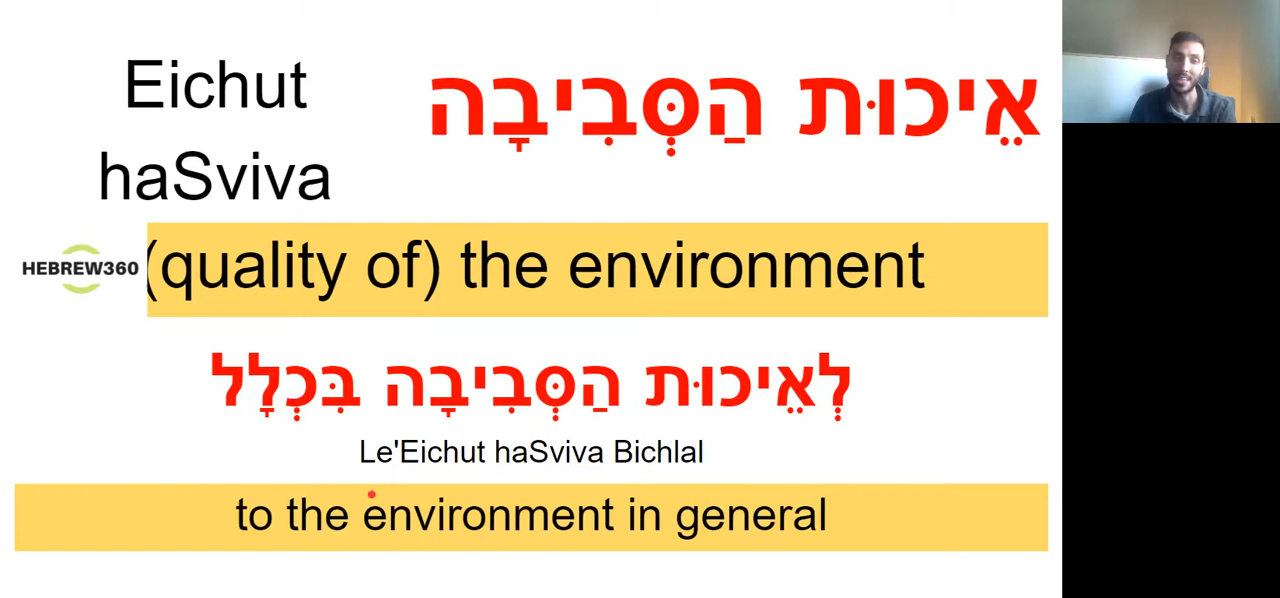 Eichut
haSviva
אֵיכוּת הַסְּבִיבָה
HEBREW360
(quality of) the environment
לְאֵיכוּת הַסְּבִיבָה בִּכְלָל
Le'Eichut haSviva Bichlal
to the environment in general